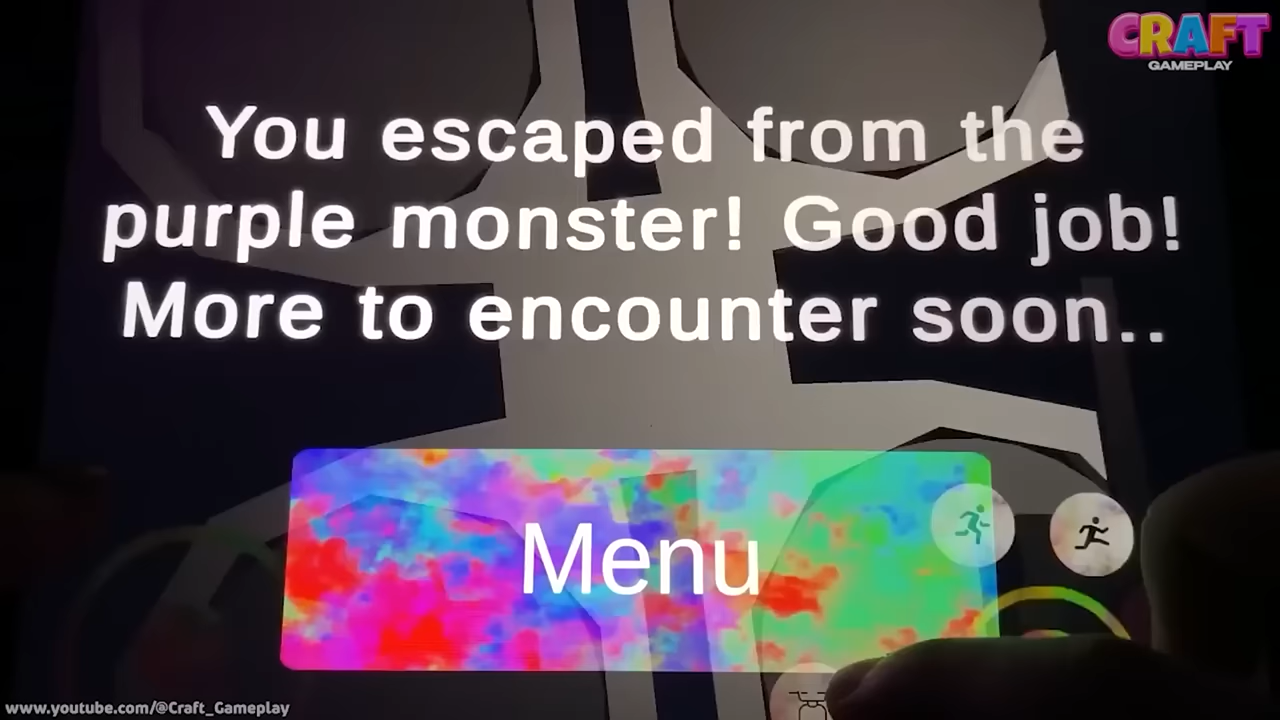 CRAFT
GAMEPLAY
You escaped from the
purple monster! Good job!
More to encounter soon..
Menu
www.youtube.com/@Craft_Gameplay